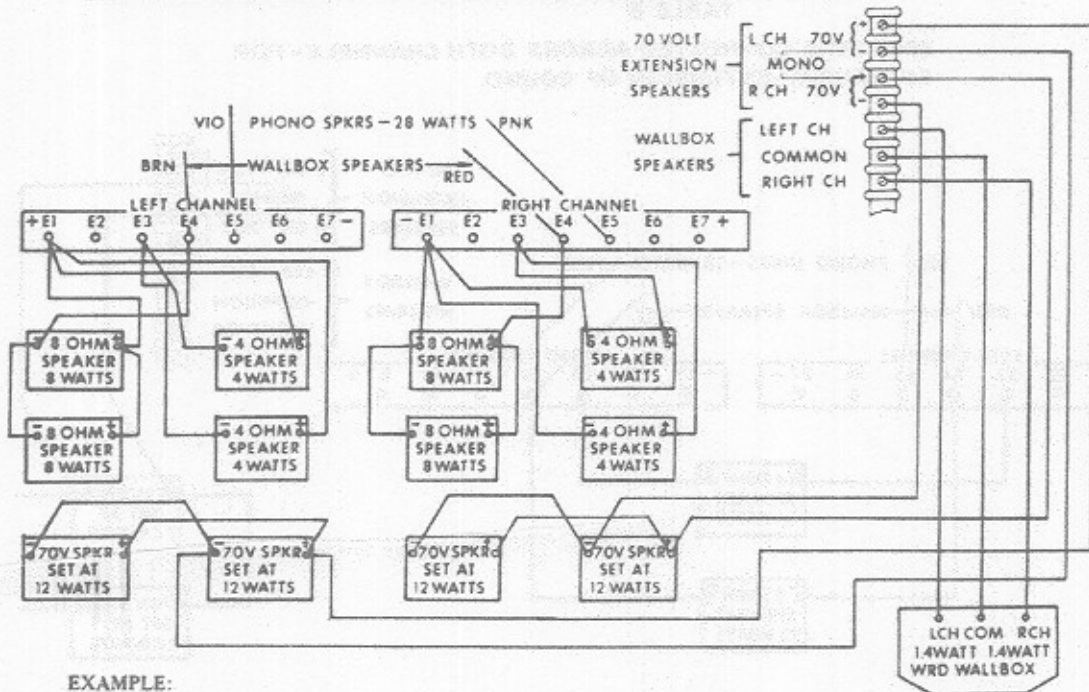 70 VOLT L CH 70V { +
-
EXTENSION MONO
SPEAKERS R CH 70V { +
-
WALLBOX LEFT CH
SPEAKERS COMMON
RIGHT CH
VIO PHONO SPKRS - 28 WATTS PNK
BRN WALLBOX SPEAKERS RED
LEFT CHANNEL
+ E1 E2 E3 E4 E5 E6 E7 -
RIGHT CHANNEL
- E1 E2 E3 E4 E5 E6 E7 +
- 8 OHM +
SPEAKER
8 WATTS
- 4 OHM +
SPEAKER
4 WATTS
- 8 OHM +
SPEAKER
8 WATTS
- 4 OHM +
SPEAKER
4 WATTS
- 8 OHM +
SPEAKER
8 WATTS
- 4 OHM +
SPEAKER
4 WATTS
- 8 OHM +
SPEAKER
8 WATTS
- 4 OHM +
SPEAKER
4 WATTS
- 70V SPKR +
SET AT
12 WATTS
- 70V SPKR +
SET AT
12 WATTS
- 70V SPKR +
SET AT
12 WATTS
- 70V SPKR +
SET AT
12 WATTS
LCH COM RCH
1.4WATT 1.4WATT
WRD WALLBOX
EXAMPLE: